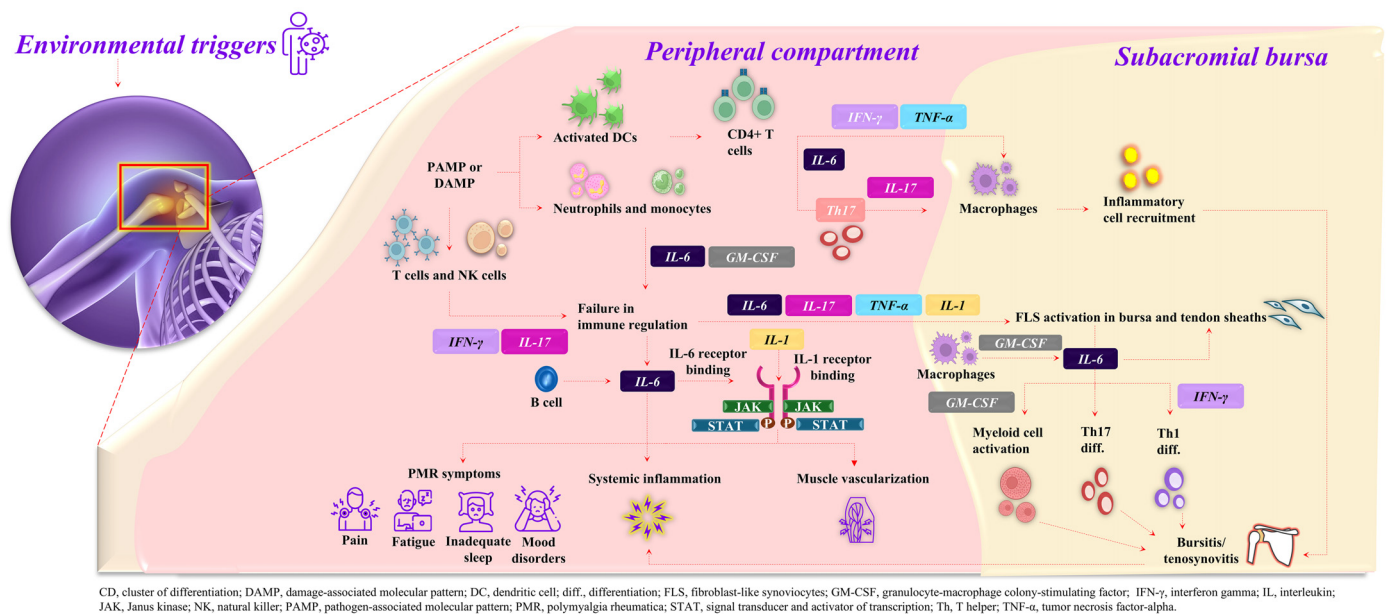 Environmental triggers
Peripheral compartment
Subacromial bursa
Activated DCs
CD4+ T
cells
PAMP or
DAMP
Neutrophils and monocytes
T cells and NK cells
IFN-γ
TNF-α
IL-6
IL-17
Th17
Macrophages
Inflammatory
cell recruitment
IL-6
GM-CSF
Failure in
immune regulation
IL-6
IL-17
TNF-α
IL-1
FLS activation in bursa and tendon sheaths
IFN-γ
IL-17
IL-1
IL-6 receptor
binding
IL-1 receptor
binding
B cell
IL-6
JAK
JAK
STAT
P
P
STAT
Macrophages
GM-CSF
IL-6
GM-CSF
IFN-γ
Myeloid cell
activation
Th17
diff.
Th1
diff.
PMR symptoms
Systemic inflammation
Muscle vascularization
Pain
Fatigue
Inadequate
sleep
Mood
disorders
Bursitis/
tenosynovitis
CD, cluster of differentiation; DAMP, damage-associated molecular pattern; DC, dendritic cell; diff., differentiation; FLS, fibroblast-like synoviocytes; GM-CSF, granulocyte-macrophage colony-stimulating factor; IFN-γ, interferon gamma; IL, interleukin;
JAK, Janus kinase; NK, natural killer; PAMP, pathogen-associated molecular pattern; PMR, polymyalgia rheumatica; STAT, signal transducer and activator of transcription; Th, T helper; TNF-α, tumor necrosis factor-alpha.